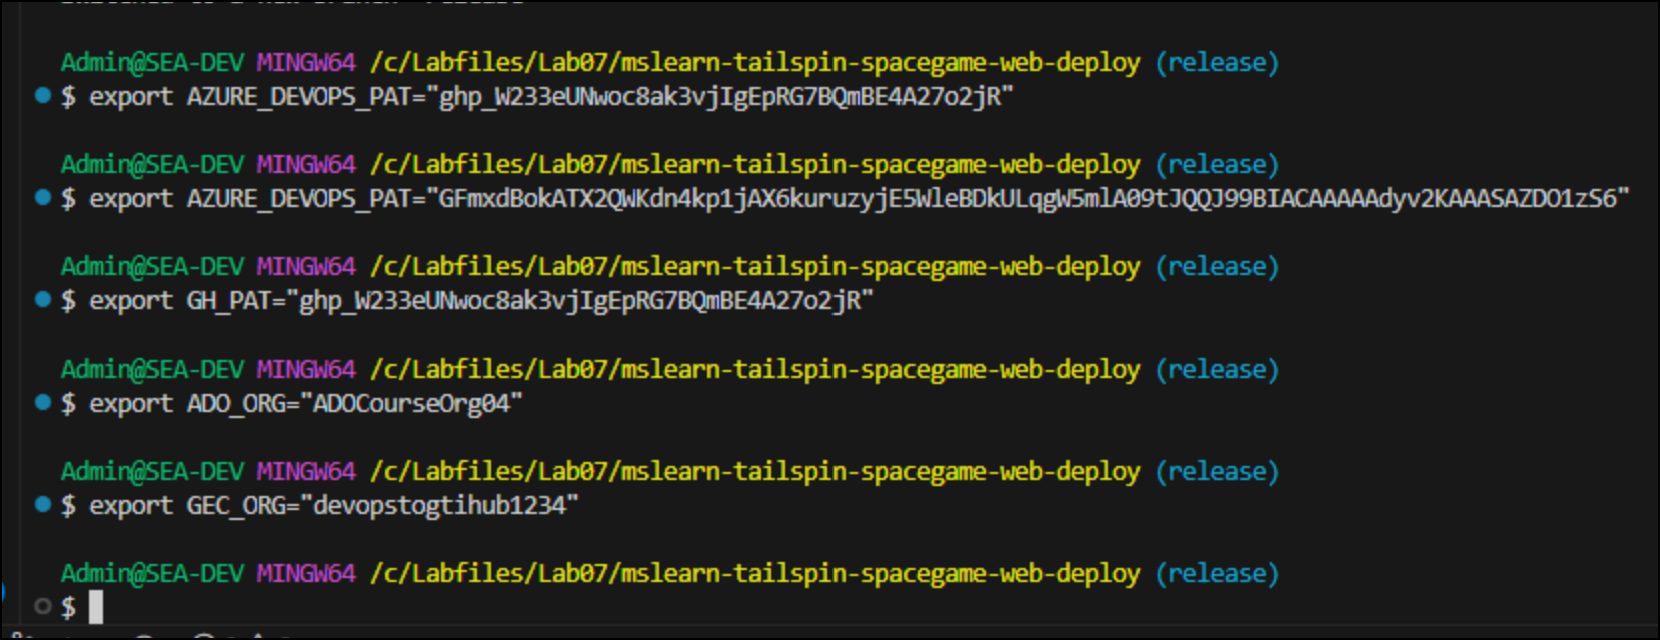 Admin@SEA-DEV MINGW64 /c/Labfiles/Lab07/mslearn-tailspin-spacegame-web-deploy (release)
$ export AZURE_DEVOPS_PAT="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"
Admin@SEA-DEV MINGW64 /c/Labfiles/Lab07/mslearn-tailspin-spacegame-web-deploy (release)
$ export AZURE_DEVOPS_PAT="GFmxdBokATX2QWKdn4kp1jAX6kuruzyjE5WleBDkULqgW5mlA09tJQQJ99BIACAAAAAdyv2KAAASAZDO1zS6"
Admin@SEA-DEV MINGW64 /c/Labfiles/Lab07/mslearn-tailspin-spacegame-web-deploy (release)
$ export GH_PAT="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"
Admin@SEA-DEV MINGW64 /c/Labfiles/Lab07/mslearn-tailspin-spacegame-web-deploy (release)
$ export ADO_ORG="ADOCourseOrg04"
Admin@SEA-DEV MINGW64 /c/Labfiles/Lab07/mslearn-tailspin-spacegame-web-deploy (release)
$ export GEC_ORG="devopstogtihub1234"
Admin@SEA-DEV MINGW64 /c/Labfiles/Lab07/mslearn-tailspin-spacegame-web-deploy (release)
$